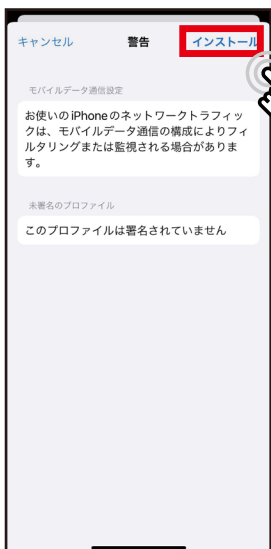 キャンセル 警告 インストール
モバイルデータ通信設定
お使いのiPhoneのネットワークトラフィッ
クは、モバイルデータ通信の構成によりフィ
ルタリングまたは監視される場合がありま
す。
未署名のプロファイル
このプロファイルは署名されていません